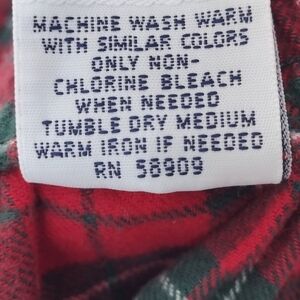 MACHINE WASH WARM
WITH SIMILAR COLORS
ONLY NON-
CHLORINE BLEACH
WHEN NEEDED
TUMBLE DRY MEDIUM
WARM IRON IF NEEDED
RN 58909